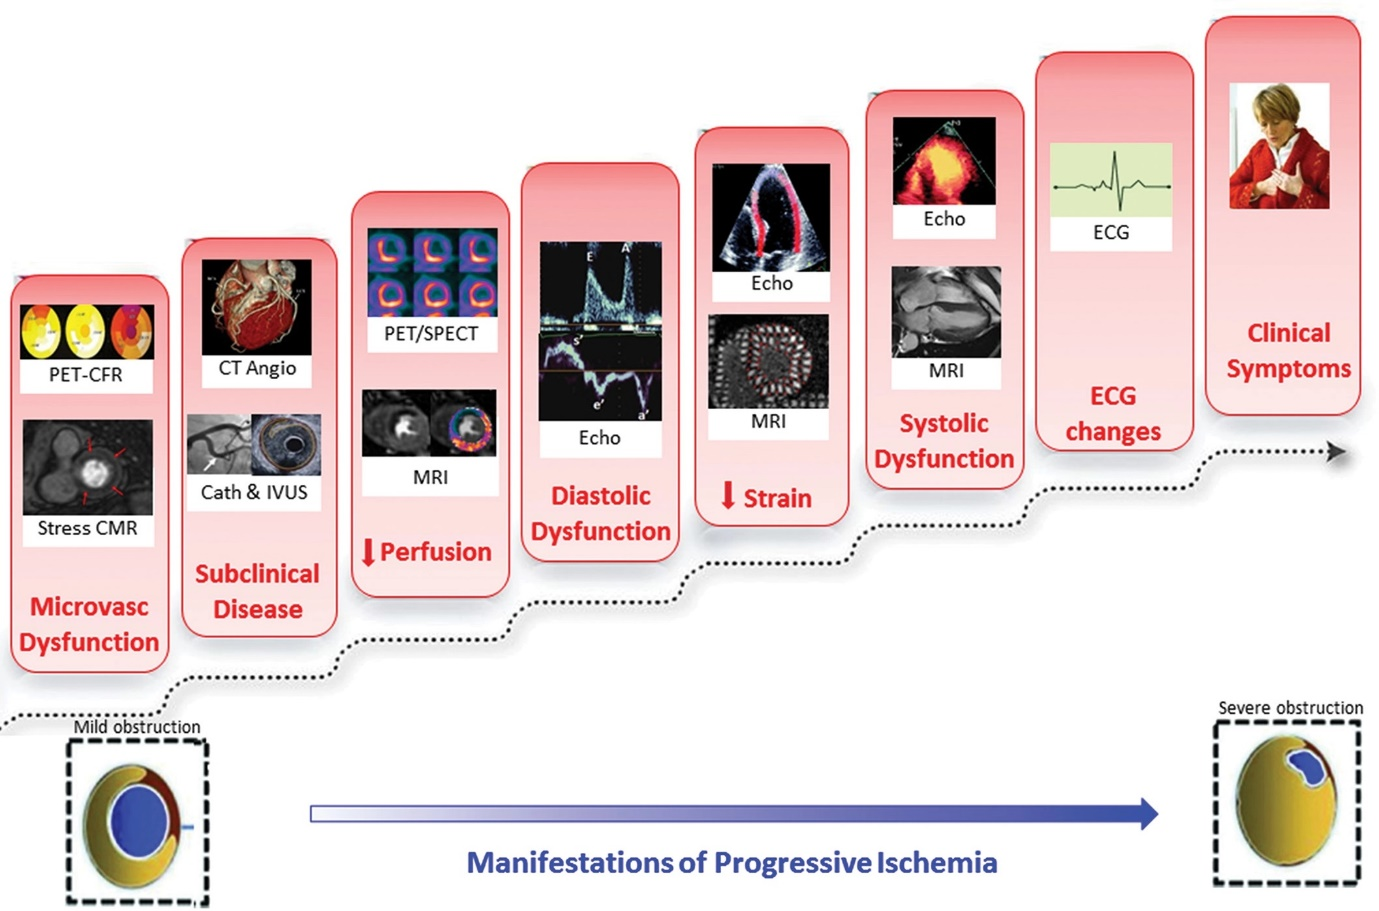 PET-CFR
Stress CMR
Microvasc
Dysfunction
CT Angio
Cath & IVUS
Subclinical
Disease
PET/SPECT
MRI
Perfusion
E
A
s'
e'
a'
Echo
Diastolic
Dysfunction
Echo
MRI
Strain
Echo
MRI
Systolic
Dysfunction
ECG
ECG
changes
Clinical
Symptoms
Mild obstruction
Severe obstruction
Manifestations of Progressive Ischemia